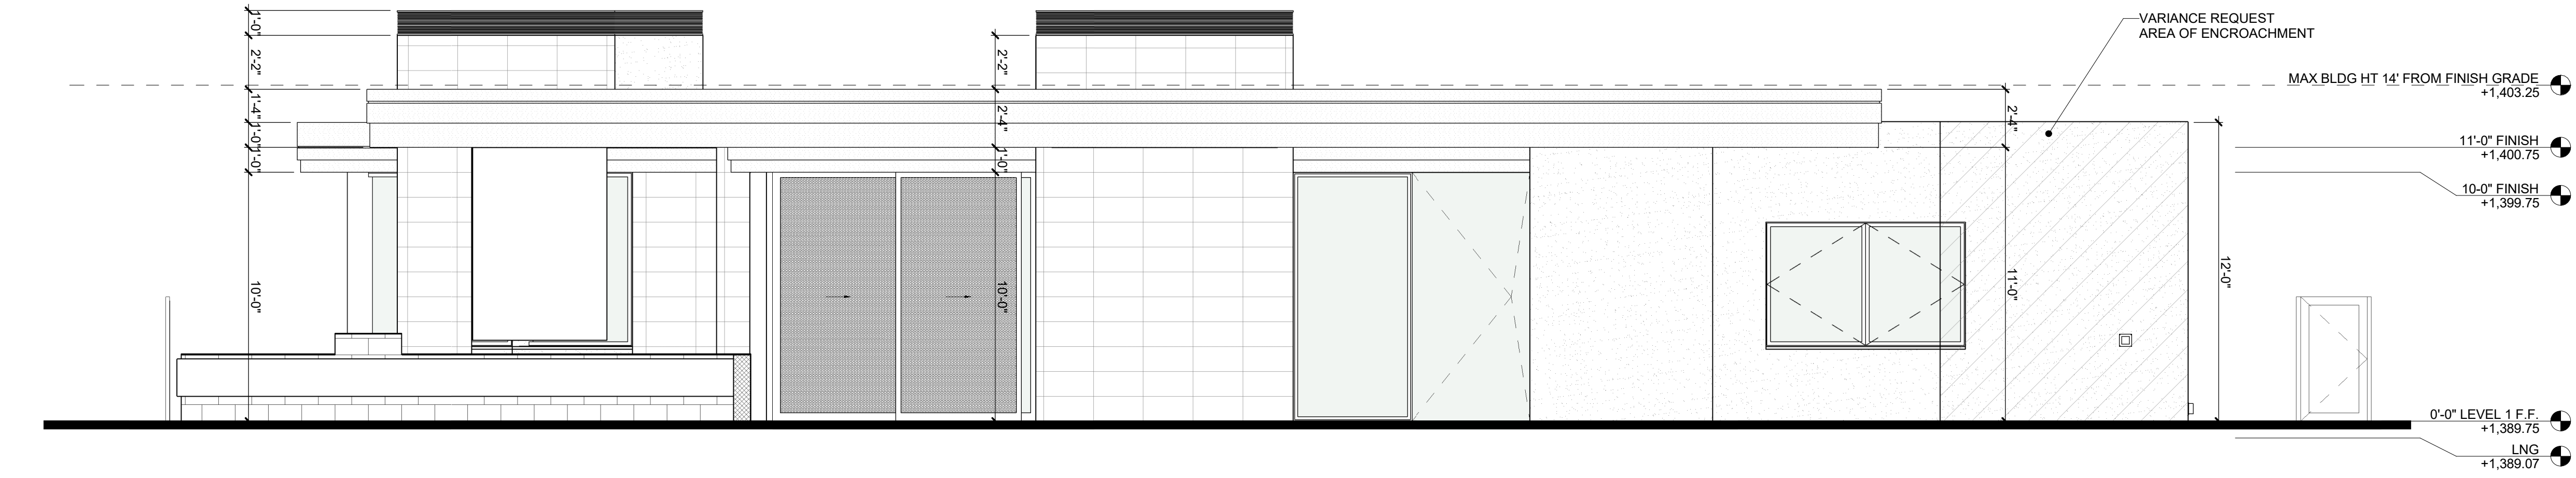 1'-0"
2'-2"
1'-4"
1'-0"
1'-0"
10'-0"
2'-2"
2'-4"
1'-0"
10'-0"
2'-4"
11'-0"
12'-0"
VARIANCE REQUEST
AREA OF ENCROACHMENT
MAX BLDG HT 14' FROM FINISH GRADE
+1,403.25
11'-0" FINISH
+1,400.75
10-0" FINISH
+1,399.75
0'-0" LEVEL 1 F.F.
+1,389.75
LNG
+1,389.07